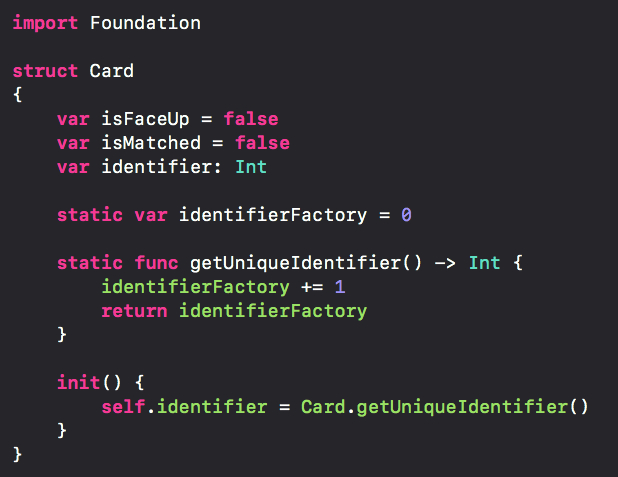 import Foundation
struct Card
{
    var isFaceUp = false
    var isMatched = false
    var identifier: Int
    static var identifierFactory = 0
    static func getUniqueIdentifier() -> Int {
        identifierFactory += 1
        return identifierFactory
    }
    init() {
        self.identifier = Card.getUniqueIdentifier()
    }
}